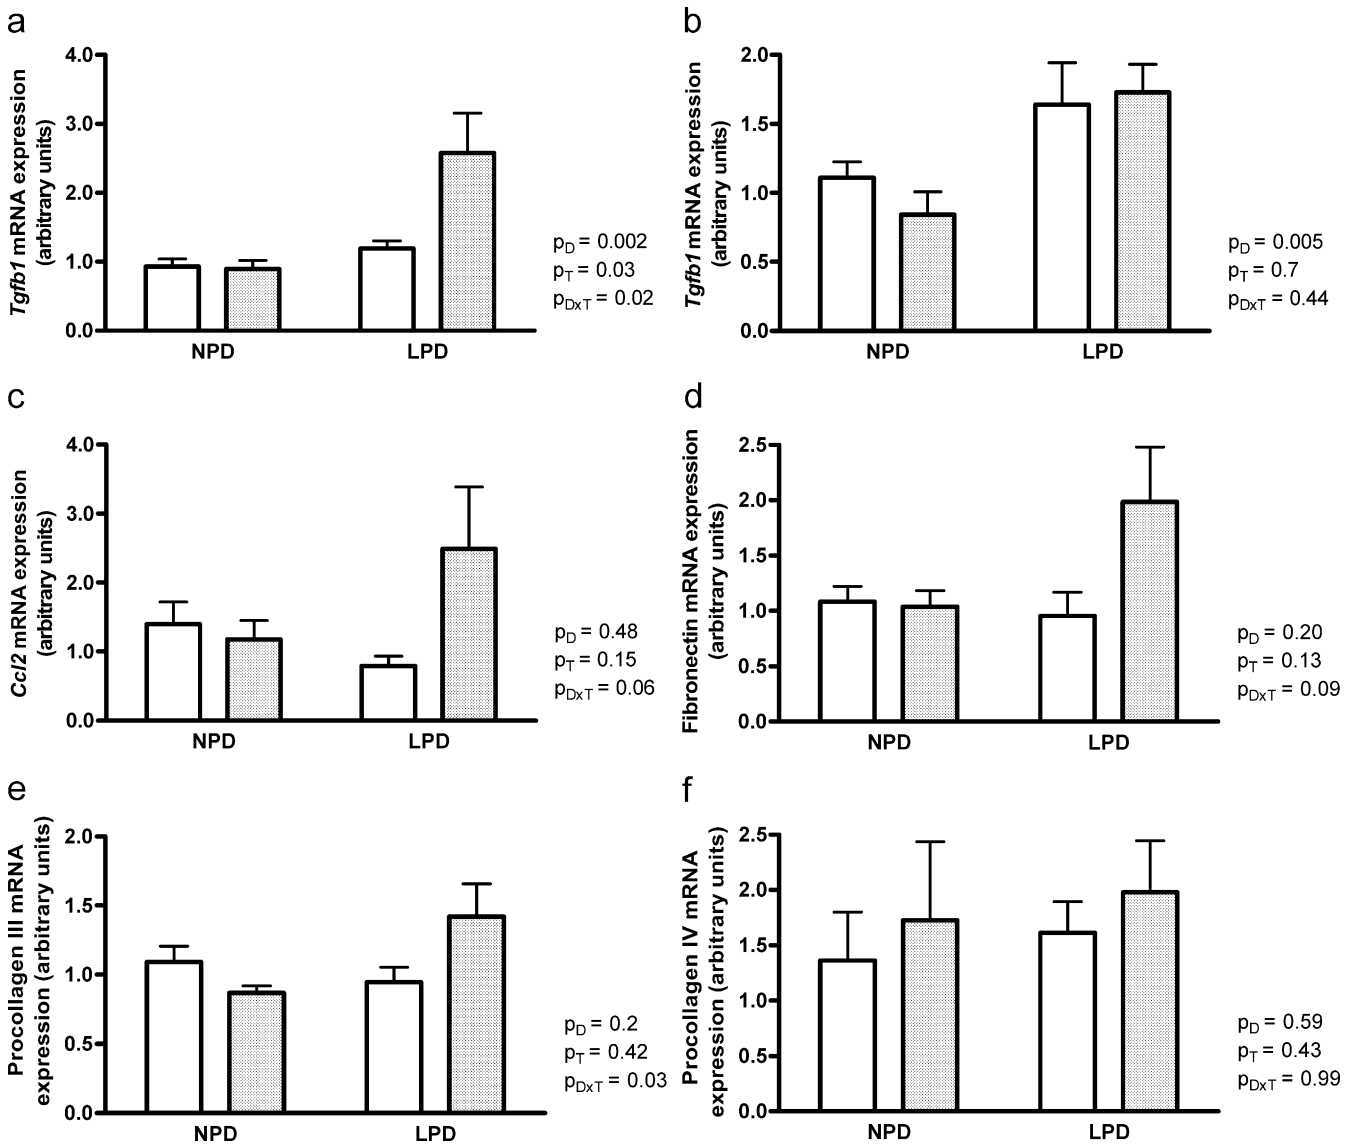 a
Tgfb1 mRNA expression
(arbitrary units)
4.0
3.0
2.0
1.0
0.0
NPD
LPD
pD = 0.002
pT = 0.03
pDxT = 0.02
b
Tgfb1 mRNA expression
(arbitrary units)
2.0
1.5
1.0
0.5
0.0
NPD
LPD
pD = 0.005
pT = 0.7
pDxT = 0.44
c
Ccl2 mRNA expression
(arbitrary units)
4.0
3.0
2.0
1.0
0.0
NPD
LPD
pD = 0.48
pT = 0.15
pDxT = 0.06
d
Fibronectin mRNA expression
(arbitrary units)
2.5
2.0
1.5
1.0
0.5
0.0
NPD
LPD
pD = 0.20
pT = 0.13
pDxT = 0.09
e
Procollagen III mRNA
expression (arbitrary units)
2.0
1.5
1.0
0.5
0.0
NPD
LPD
pD = 0.2
pT = 0.42
pDxT = 0.03
f
Procollagen IV mRNA
expression (arbitrary units)
2.5
2.0
1.5
1.0
0.5
0.0
NPD
LPD
pD = 0.59
pT = 0.43
pDxT = 0.99